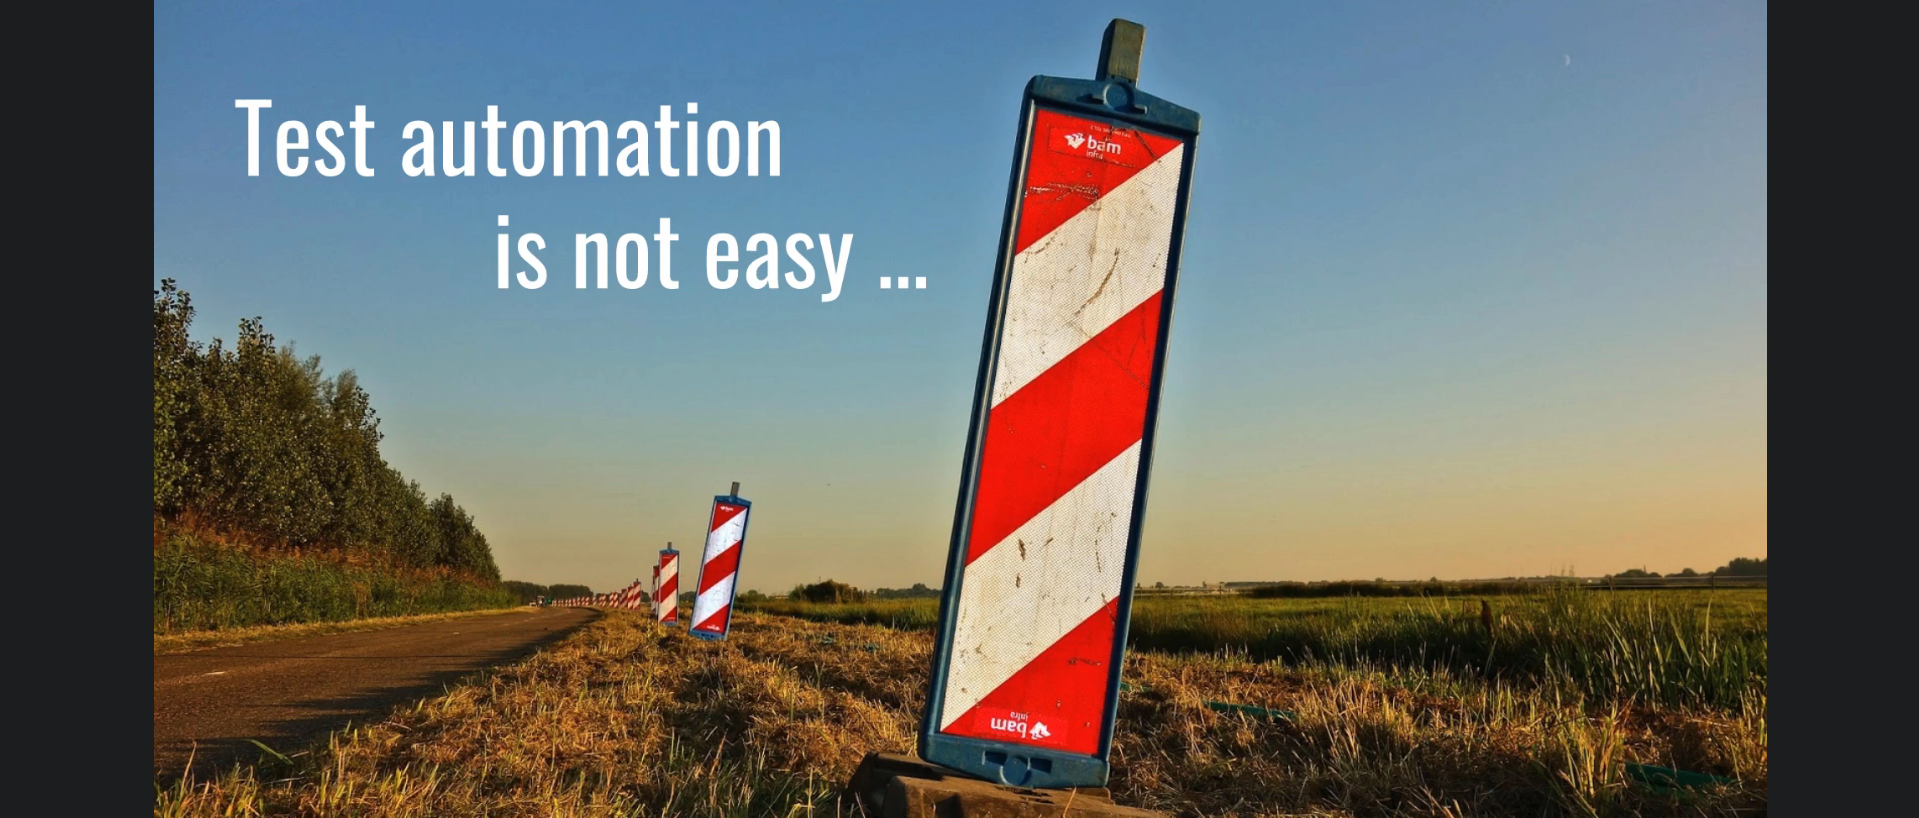 Test automation
is not easy ...
bam
infra
bam
infra